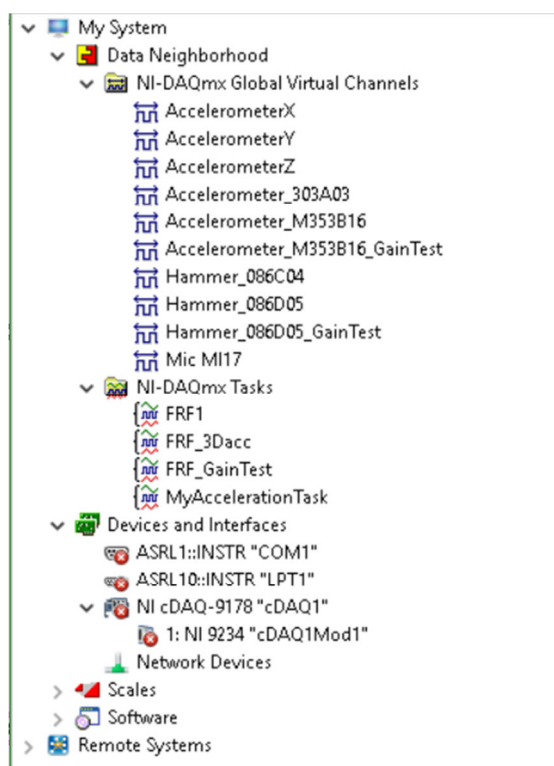 My System
Data Neighborhood
NI-DAQmx Global Virtual Channels
AccelerometerX
AccelerometerY
AccelerometerZ
Accelerometer_303A03
Accelerometer_M353B16
Accelerometer_M353B16_GainTest
Hammer_086C04
Hammer_086D05
Hammer_086D05_GainTest
Mic MI17
NI-DAQmx Tasks
FRF1
FRF_3Dacc
FRF_GainTest
MyAccelerationTask
Devices and Interfaces
ASRL1::INSTR "COM1"
ASRL10::INSTR "LPT1"
NI cDAQ-9178 "cDAQ1"
1: NI 9234 "cDAQ1Mod1"
Network Devices
Scales
Software
Remote Systems